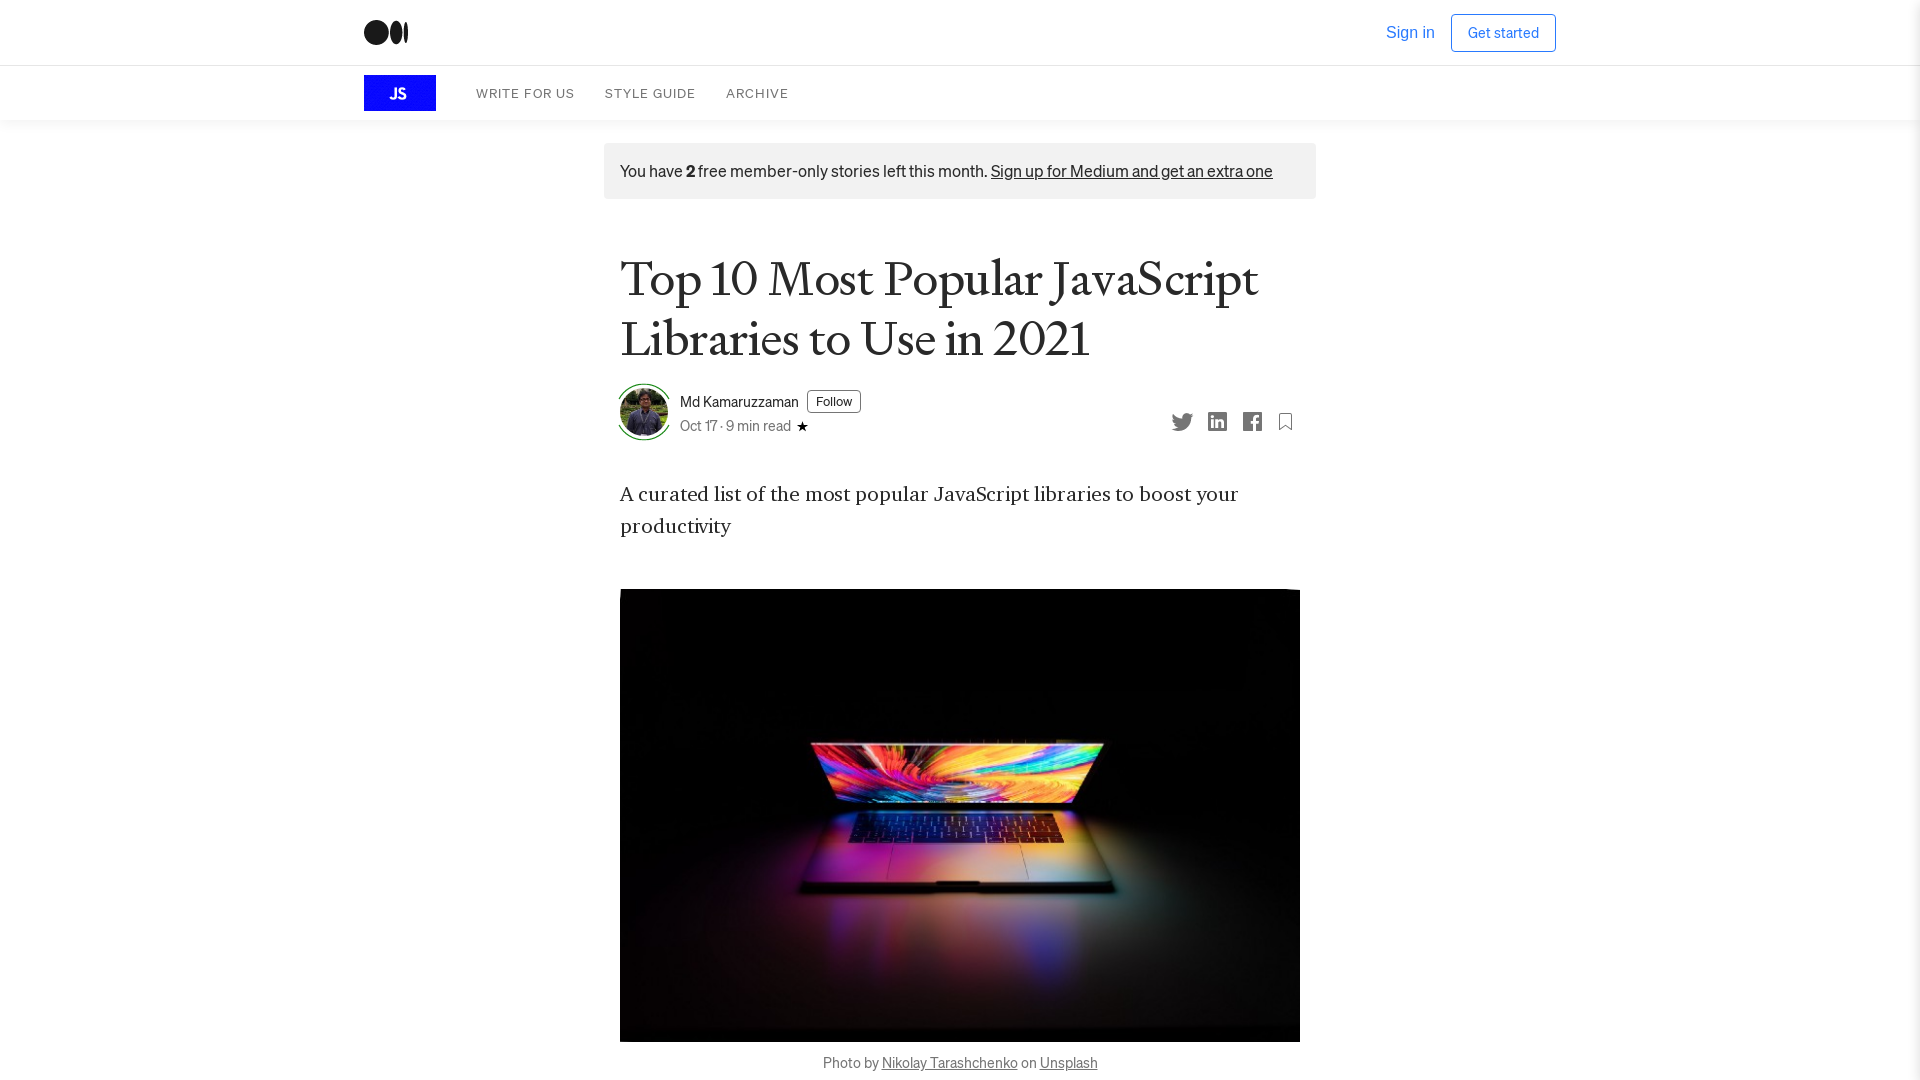 Sign in
Get started
JS
WRITE FOR US
STYLE GUIDE
ARCHIVE
You have 2 free member-only stories left this month. Sign up for Medium and get an extra one
Top 10 Most Popular JavaScript
Libraries to Use in 2021
Md Kamaruzzaman
Follow
Oct 17 · 9 min read ★
A curated list of the most popular JavaScript libraries to boost your
productivity
Photo by Nikolay Tarashchenko on Unsplash